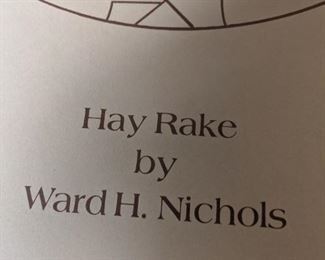 Hay Rake
by
Ward H. Nichols